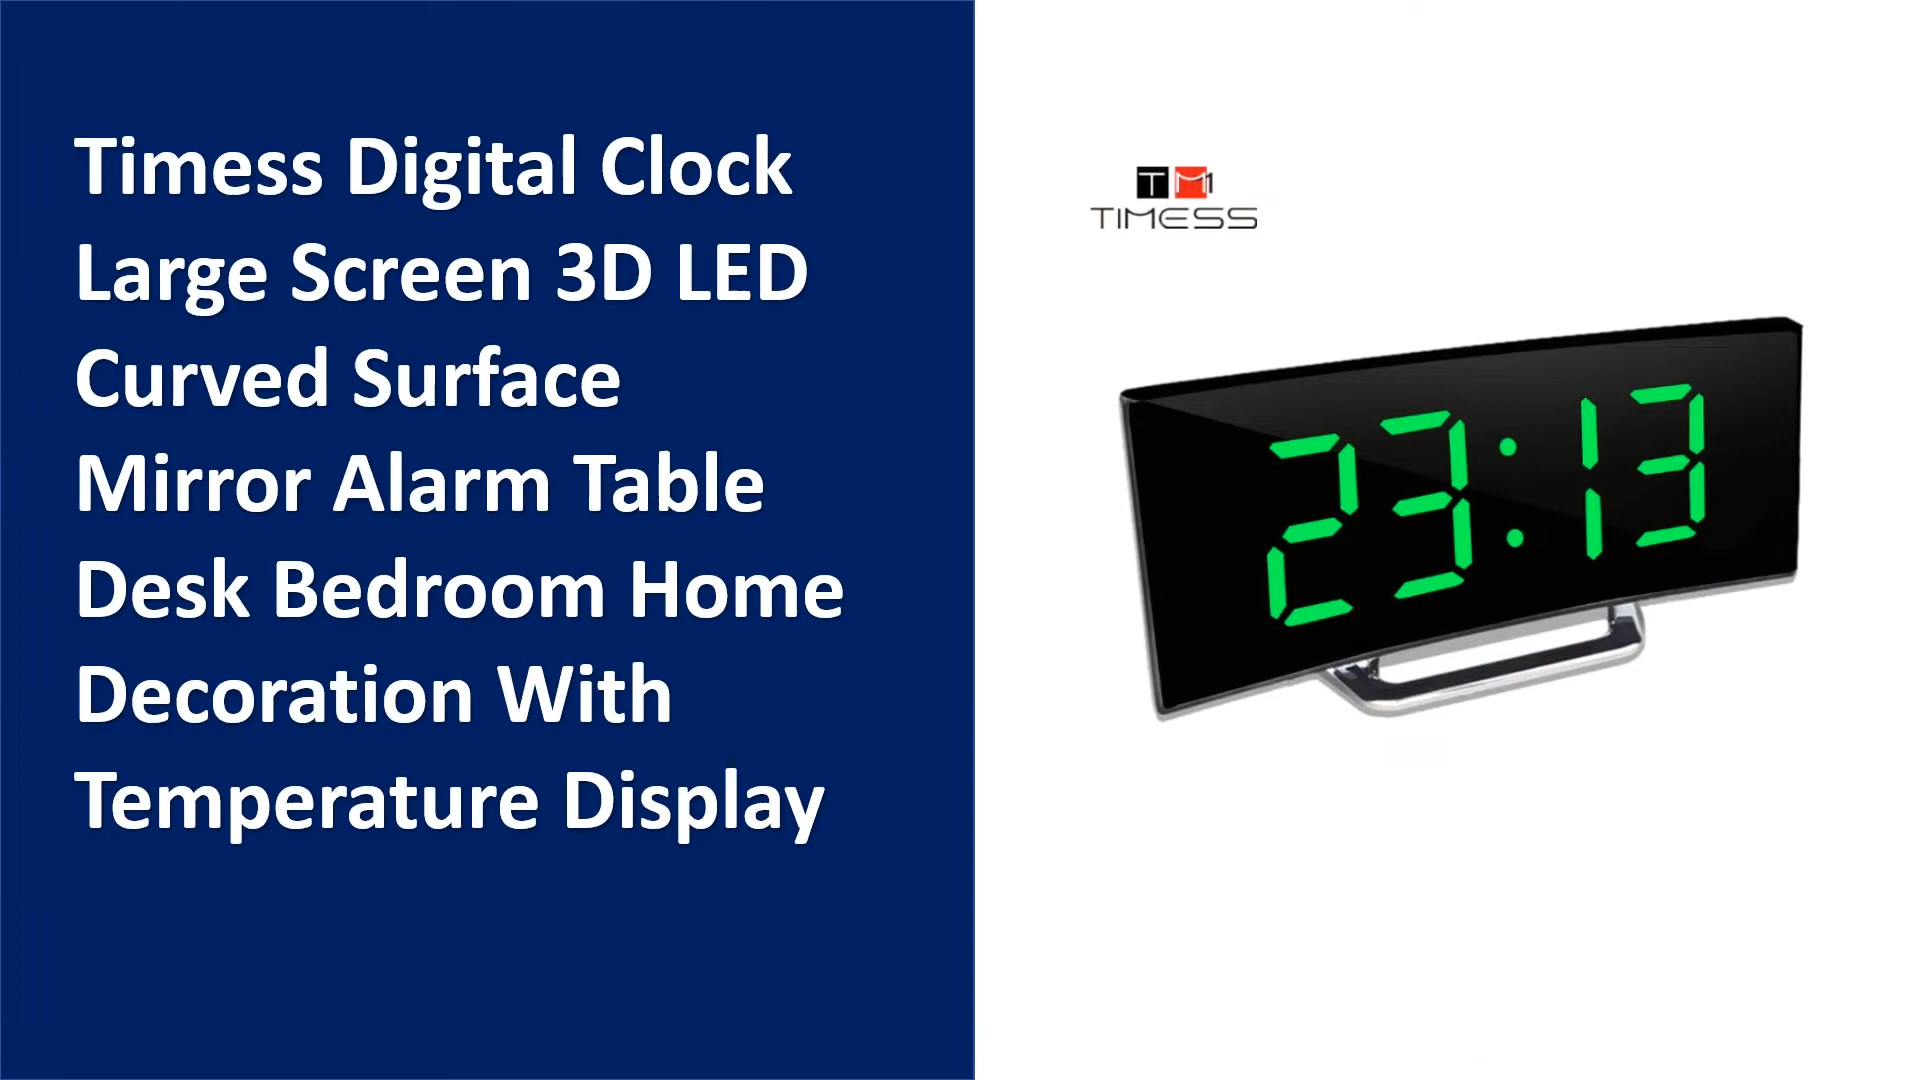 Timess Digital Clock
Large Screen 3D LED
Curved Surface
Mirror Alarm Table
Desk Bedroom Home
Decoration With
Temperature Display
TM1
TIMESS
23:13